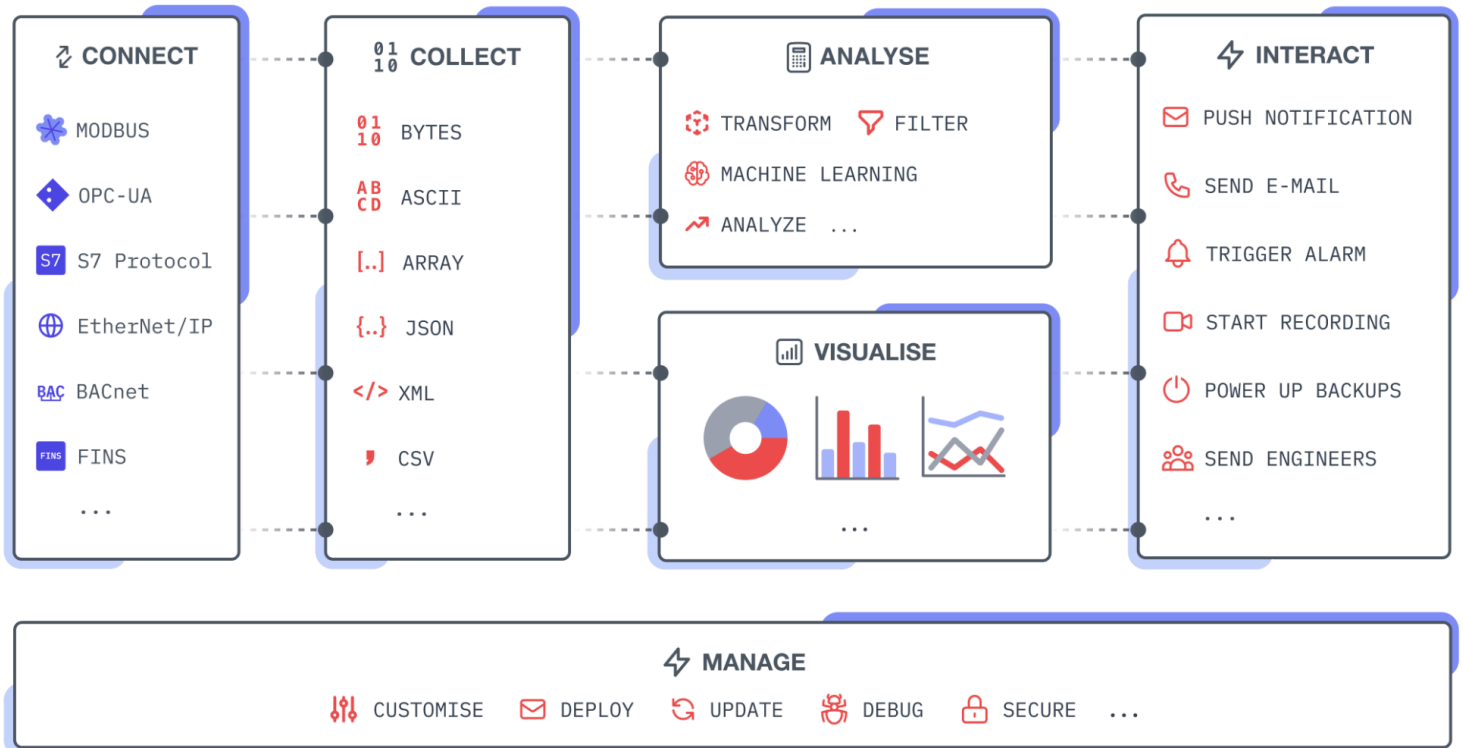 CONNECT
MODBUS
OPC-UA
S7 S7 Protocol
EtherNet/IP
BAC BACnet
FINS FINS
...
01
10 COLLECT
01
10 BYTES
AB
CD ASCII
[..] ARRAY
{..} JSON
</> XML
, CSV
...
ANALYSE
TRANSFORM FILTER
MACHINE LEARNING
ANALYZE ...
VISUALISE
...
INTERACT
PUSH NOTIFICATION
SEND E-MAIL
TRIGGER ALARM
START RECORDING
POWER UP BACKUPS
SEND ENGINEERS
...
MANAGE
CUSTOMISE DEPLOY UPDATE DEBUG SECURE ...